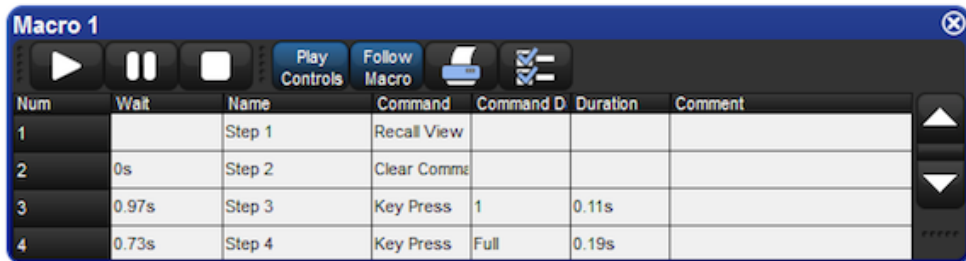 Macro 1
Play Controls Follow Macro
Num Wait Name Command Command D Duration Comment
1 Step 1 Recall View
2 0s Step 2 Clear Comma
3 0.97s Step 3 Key Press 1 0.11s
4 0.73s Step 4 Key Press Full 0.19s